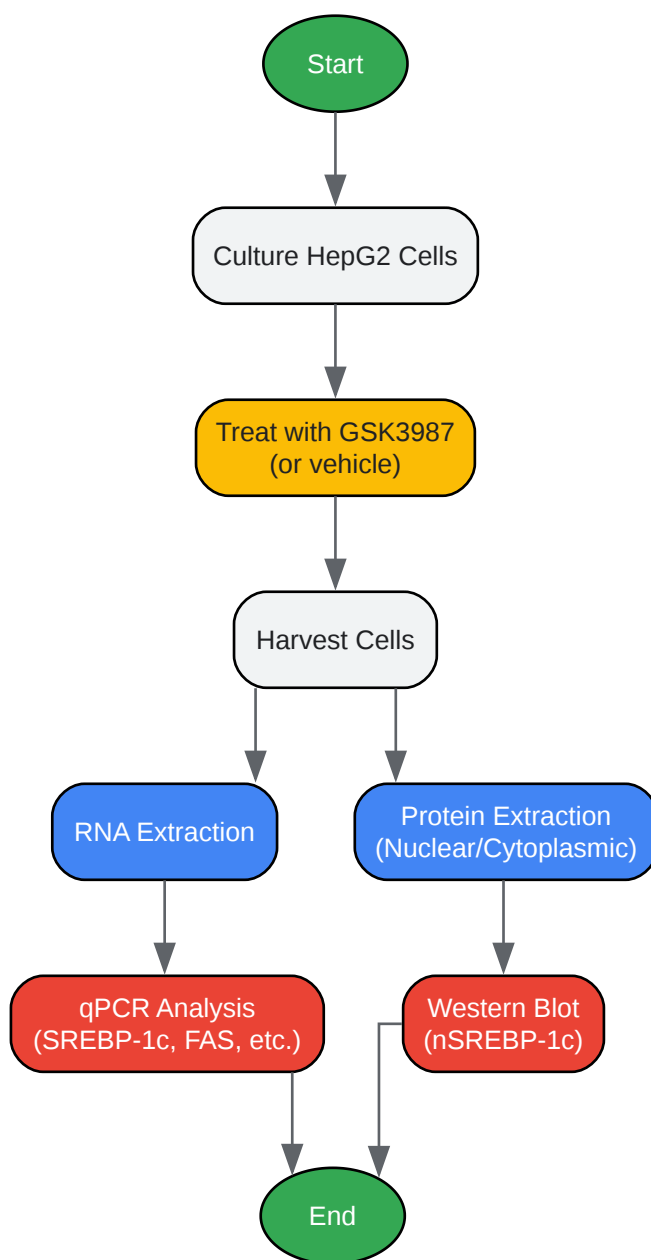 Start
Culture HepG2 Cells
Treat with GSK3987
(or vehicle)
Harvest Cells
RNA Extraction
Protein Extraction
(Nuclear/Cytoplasmic)
qPCR Analysis
(SREBP-1c, FAS, etc.)
Western Blot
(nSREBP-1c)
End